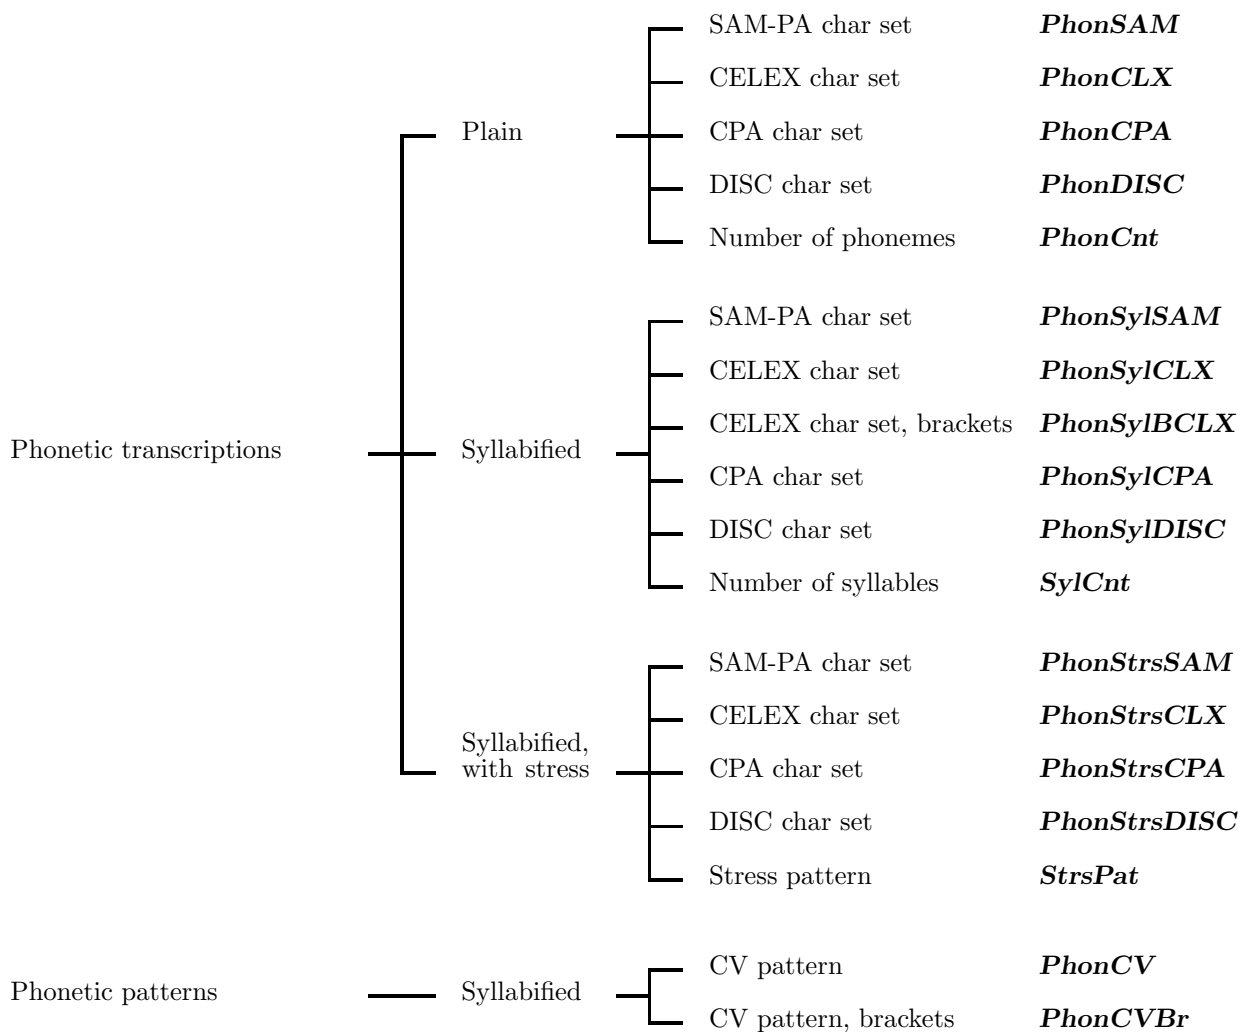 SAM-PA char set PhonSAM
CELEX char set PhonCLX
Plain CPA char set PhonCPA
DISC char set PhonDISC
Number of phonemes PhonCnt
SAM-PA char set PhonSylSAM
CELEX char set PhonSylCLX
CELEX char set, brackets PhonSylBCLX
Phonetic transcriptions Syllabified
CPA char set PhonSylCPA
DISC char set PhonSylDISC
Number of syllables SylCnt
SAM-PA char set PhonStrsSAM
CELEX char set PhonStrsCLX
Syllabified,
with stress CPA char set PhonStrsCPA
DISC char set PhonStrsDISC
Stress pattern StrsPat
CV pattern PhonCV
Phonetic patterns Syllabified
CV pattern, brackets PhonCVBr